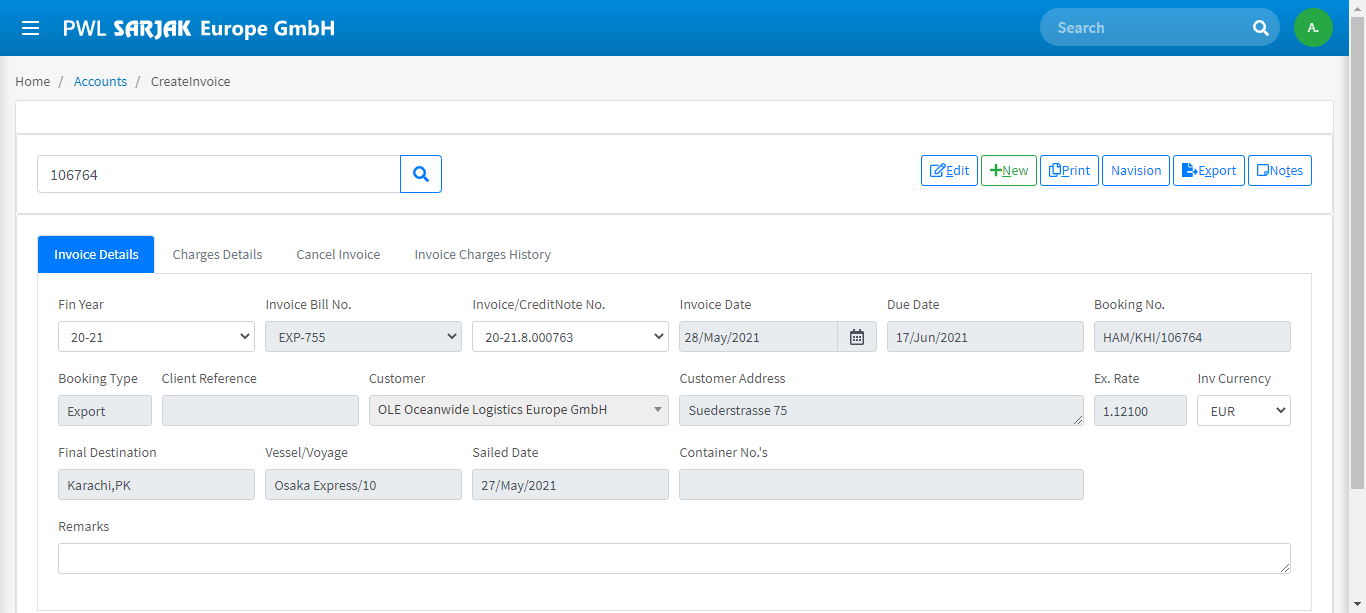 PWL SARJAK Europe GmbH Search A.
Home / Accounts / CreateInvoice
106764 Edit New Print Navision Export Notes
Invoice Details Charges Details Cancel Invoice Invoice Charges History
Fin Year Invoice Bill No. Invoice/CreditNote No. Invoice Date Due Date Booking No.
20-21 EXP-755 20-21.8.000763 28/May/2021 17/Jun/2021 HAM/KHI/106764
Booking Type Client Reference Customer Customer Address Ex. Rate Inv Currency
Export OLE Oceanwide Logistics Europe GmbH Suederstrasse 75 1.12100 EUR
Final Destination Vessel/Voyage Sailed Date Container No.'s
Karachi,PK Osaka Express/10 27/May/2021
Remarks